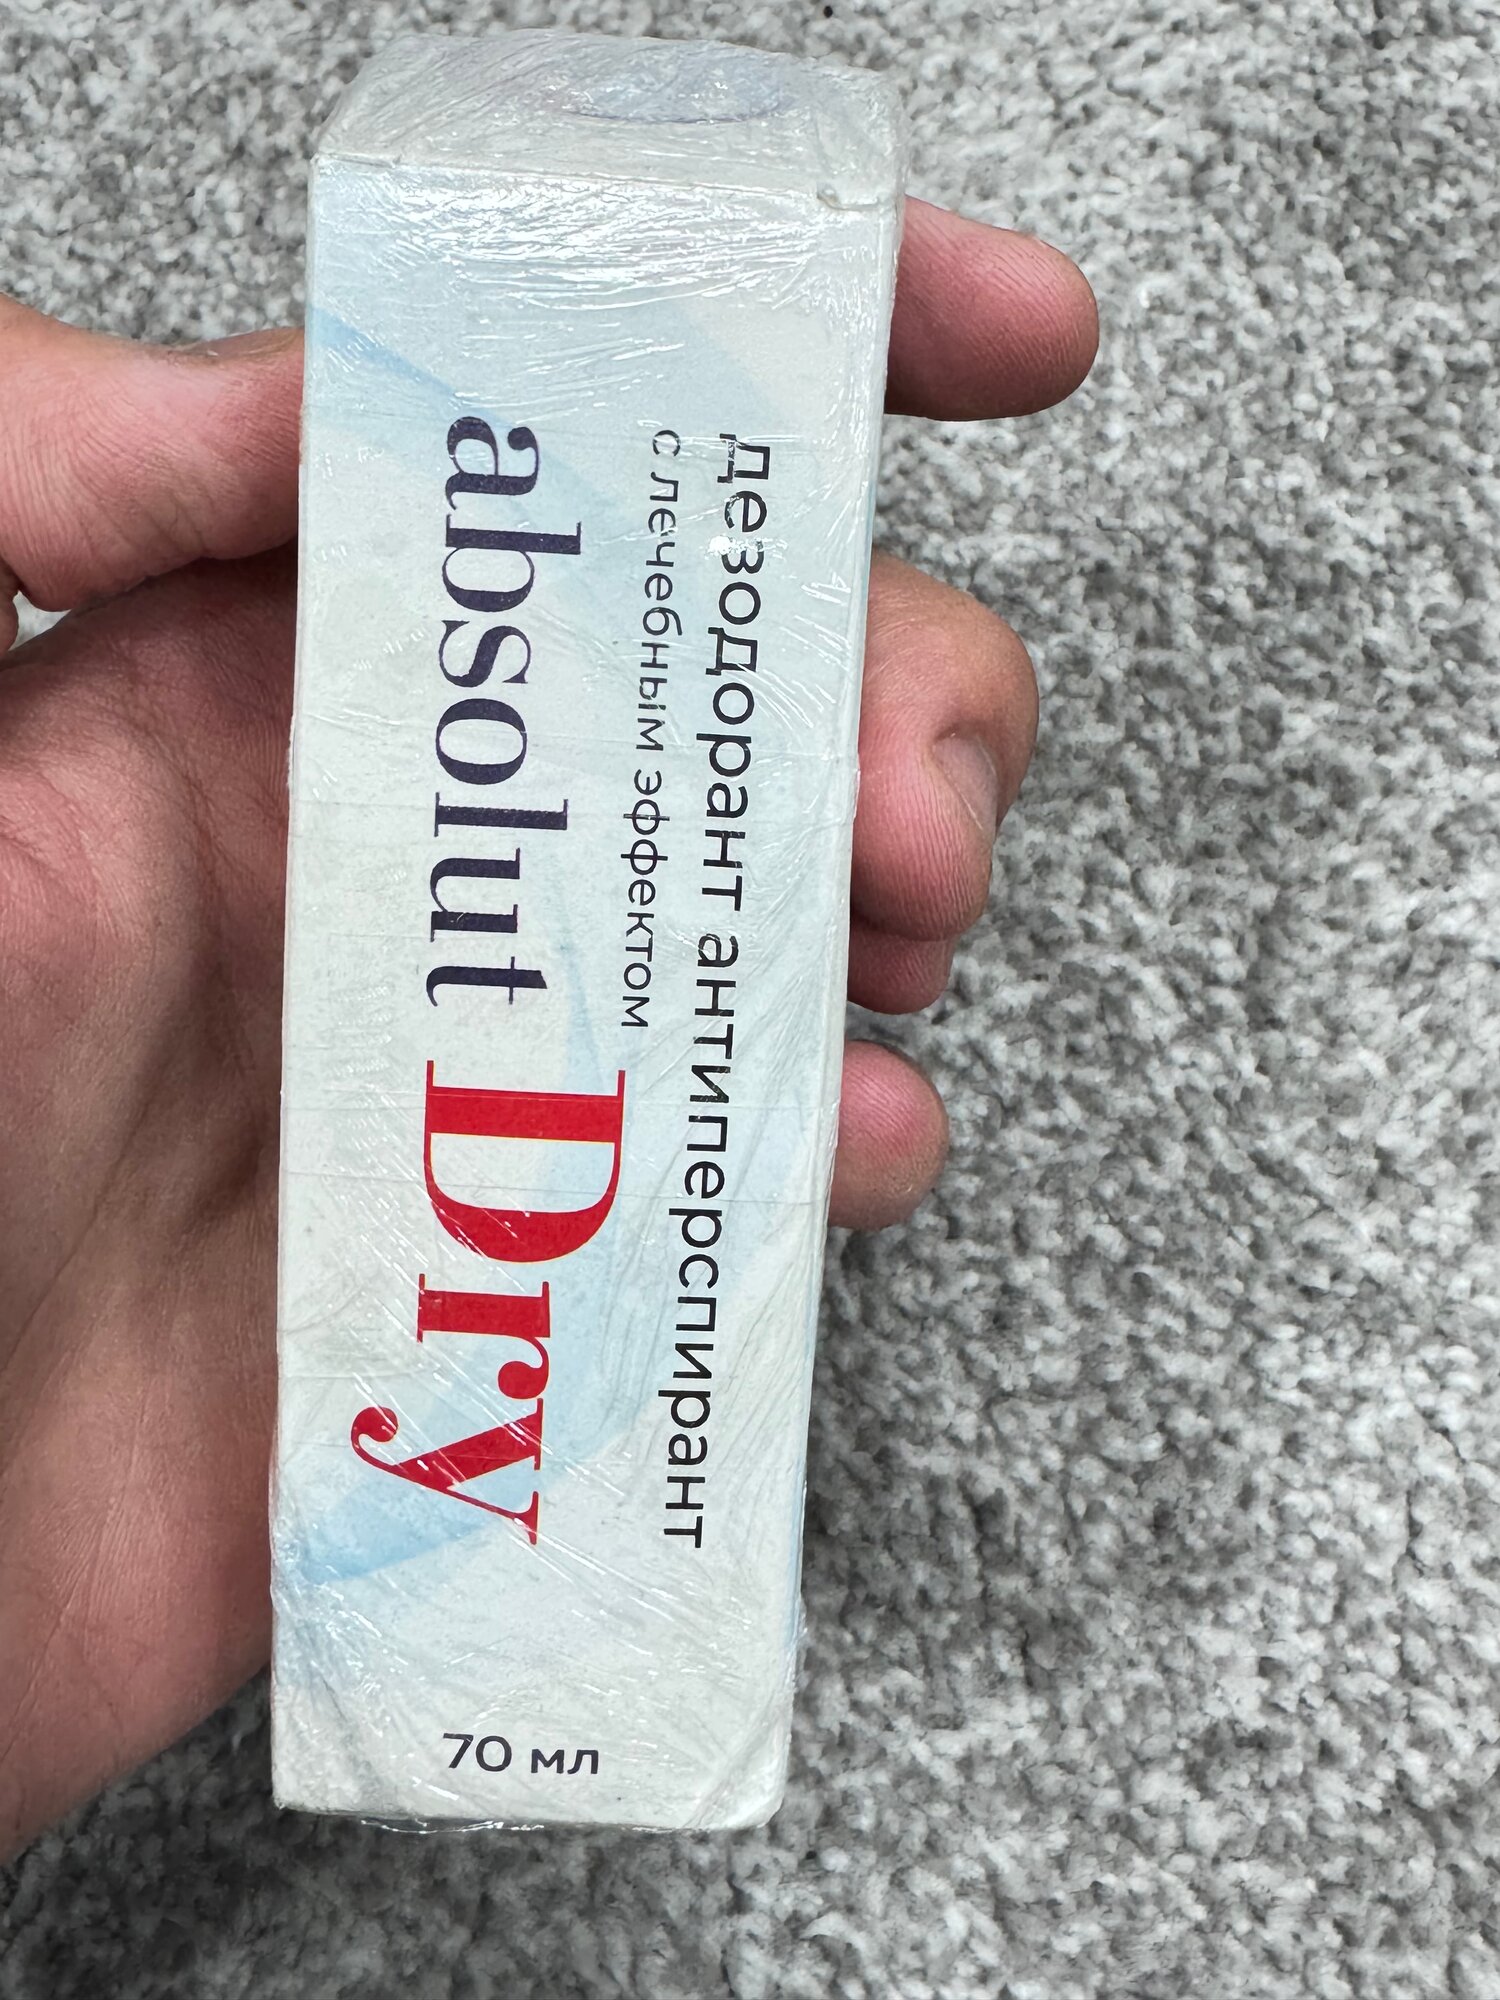 дезодорант антиперспирант
с лечебным эффектом
absolut Dry
70 мл